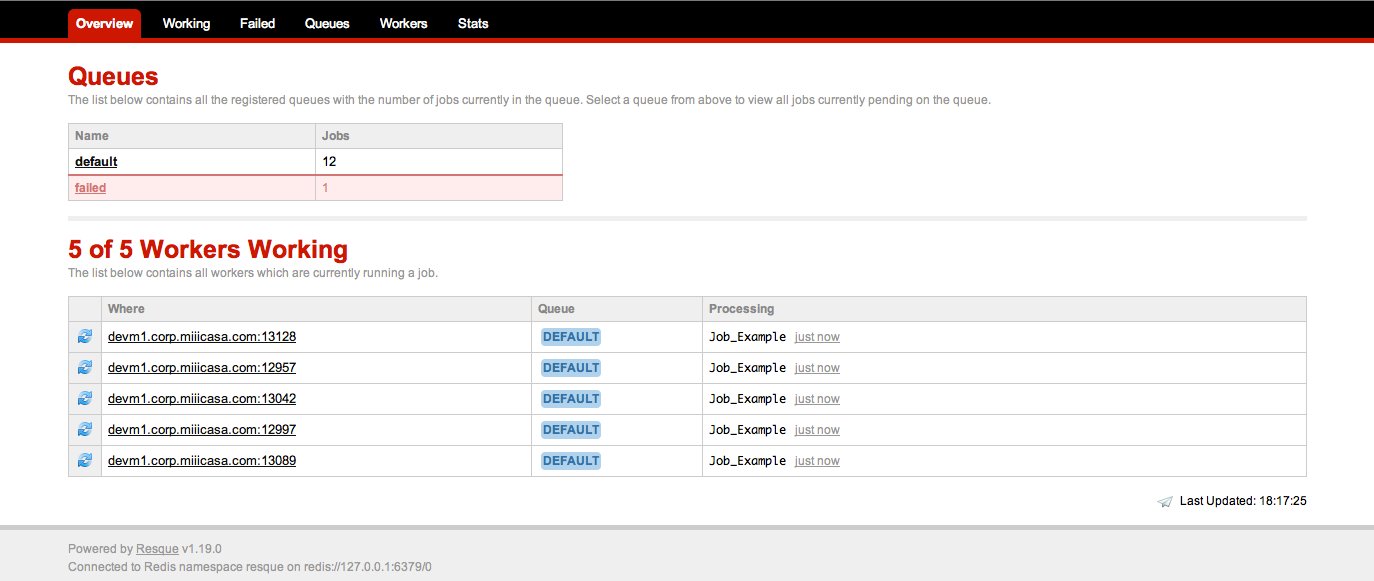 Overview Working Failed Queues Workers Stats
Queues
The list below contains all the registered queues with the number of jobs currently in the queue. Select a queue from above to view all jobs currently pending on the queue.
Name Jobs
default 12
failed 1
5 of 5 Workers Working
The list below contains all workers which are currently running a job.
Where Queue Processing
devm1.corp.miiicasa.com:13128 DEFAULT Job_Example just now
devm1.corp.miiicasa.com:12957 DEFAULT Job_Example just now
devm1.corp.miiicasa.com:13042 DEFAULT Job_Example just now
devm1.corp.miiicasa.com:12997 DEFAULT Job_Example just now
devm1.corp.miiicasa.com:13089 DEFAULT Job_Example just now
Last Updated: 18:17:25
Powered by Resque v1.19.0
Connected to Redis namespace resque on redis://127.0.0.1:6379/0